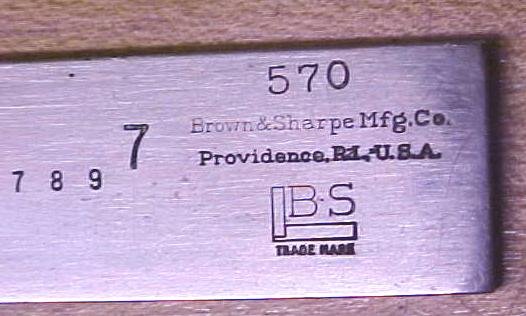 570
Brown & Sharpe Mfg. Co.
Providence, R.I., U.S.A.
7
7 8 9
B·S
TRADE MARK